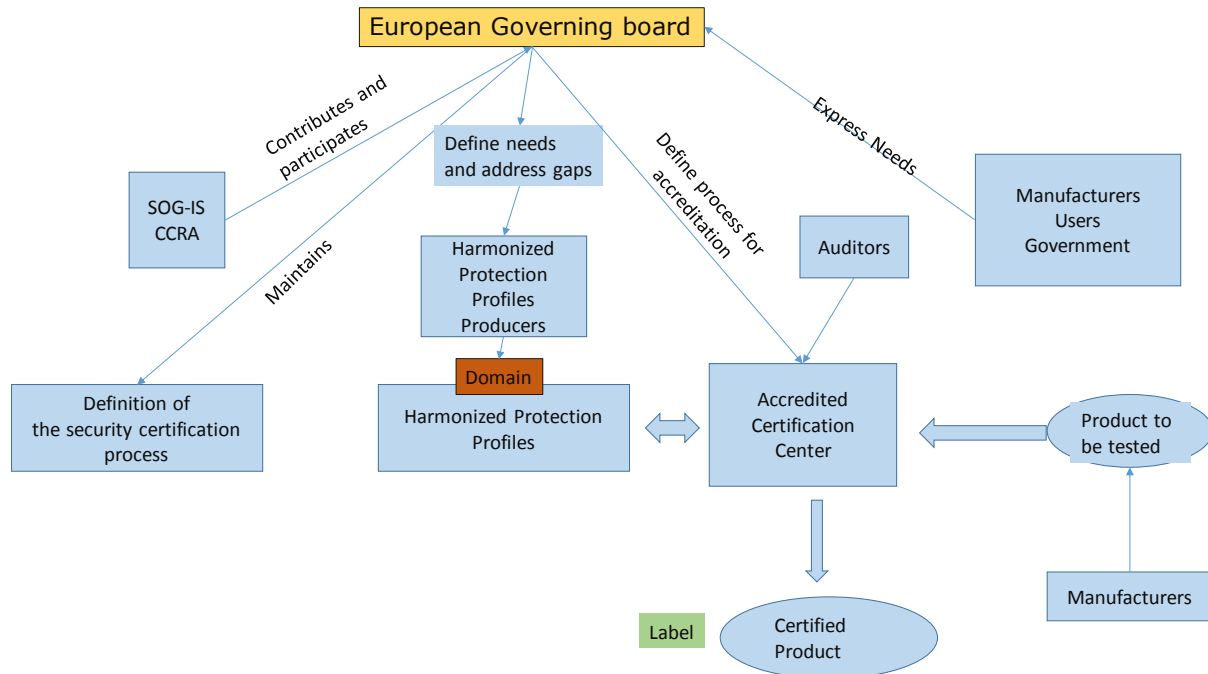 European Governing board
Contributes and
participates
Express Needs
Define needs
and address gaps
Define process for
accreditation
SOG-IS
CCRA
Manufacturers
Users
Government
Auditors
Maintains
Harmonized
Protection
Profiles
Producers
Domain
Definition of
the security certification
process
Harmonized Protection
Profiles
Accredited
Certification
Center
Product to
be tested
Manufacturers
Label
Certified
Product